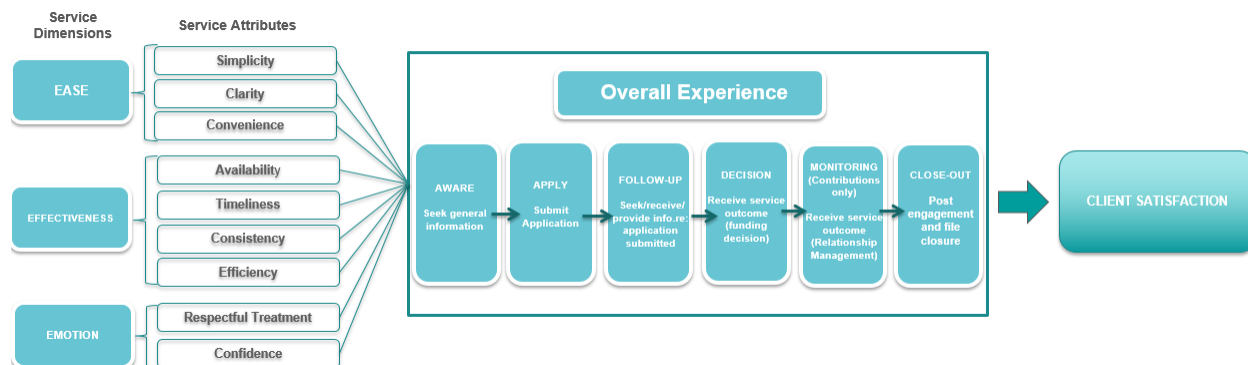 Service
Dimensions
Service Attributes
EASE
Simplicity
Clarity
Convenience
EFFECTIVENESS
Availability
Timeliness
Consistency
Efficiency
EMOTION
Respectful Treatment
Confidence
Overall Experience
AWARE
Seek general
information
APPLY
Submit
Application
FOLLOW-UP
Seek/receive/
provide info.re:
application
submitted
DECISION
Receive service
outcome
(funding
decision)
MONITORING
(Contributions
only)
Receive service
outcome
(Relationship
Management)
CLOSE-OUT
Post
engagement
and file
closure
CLIENT SATISFACTION